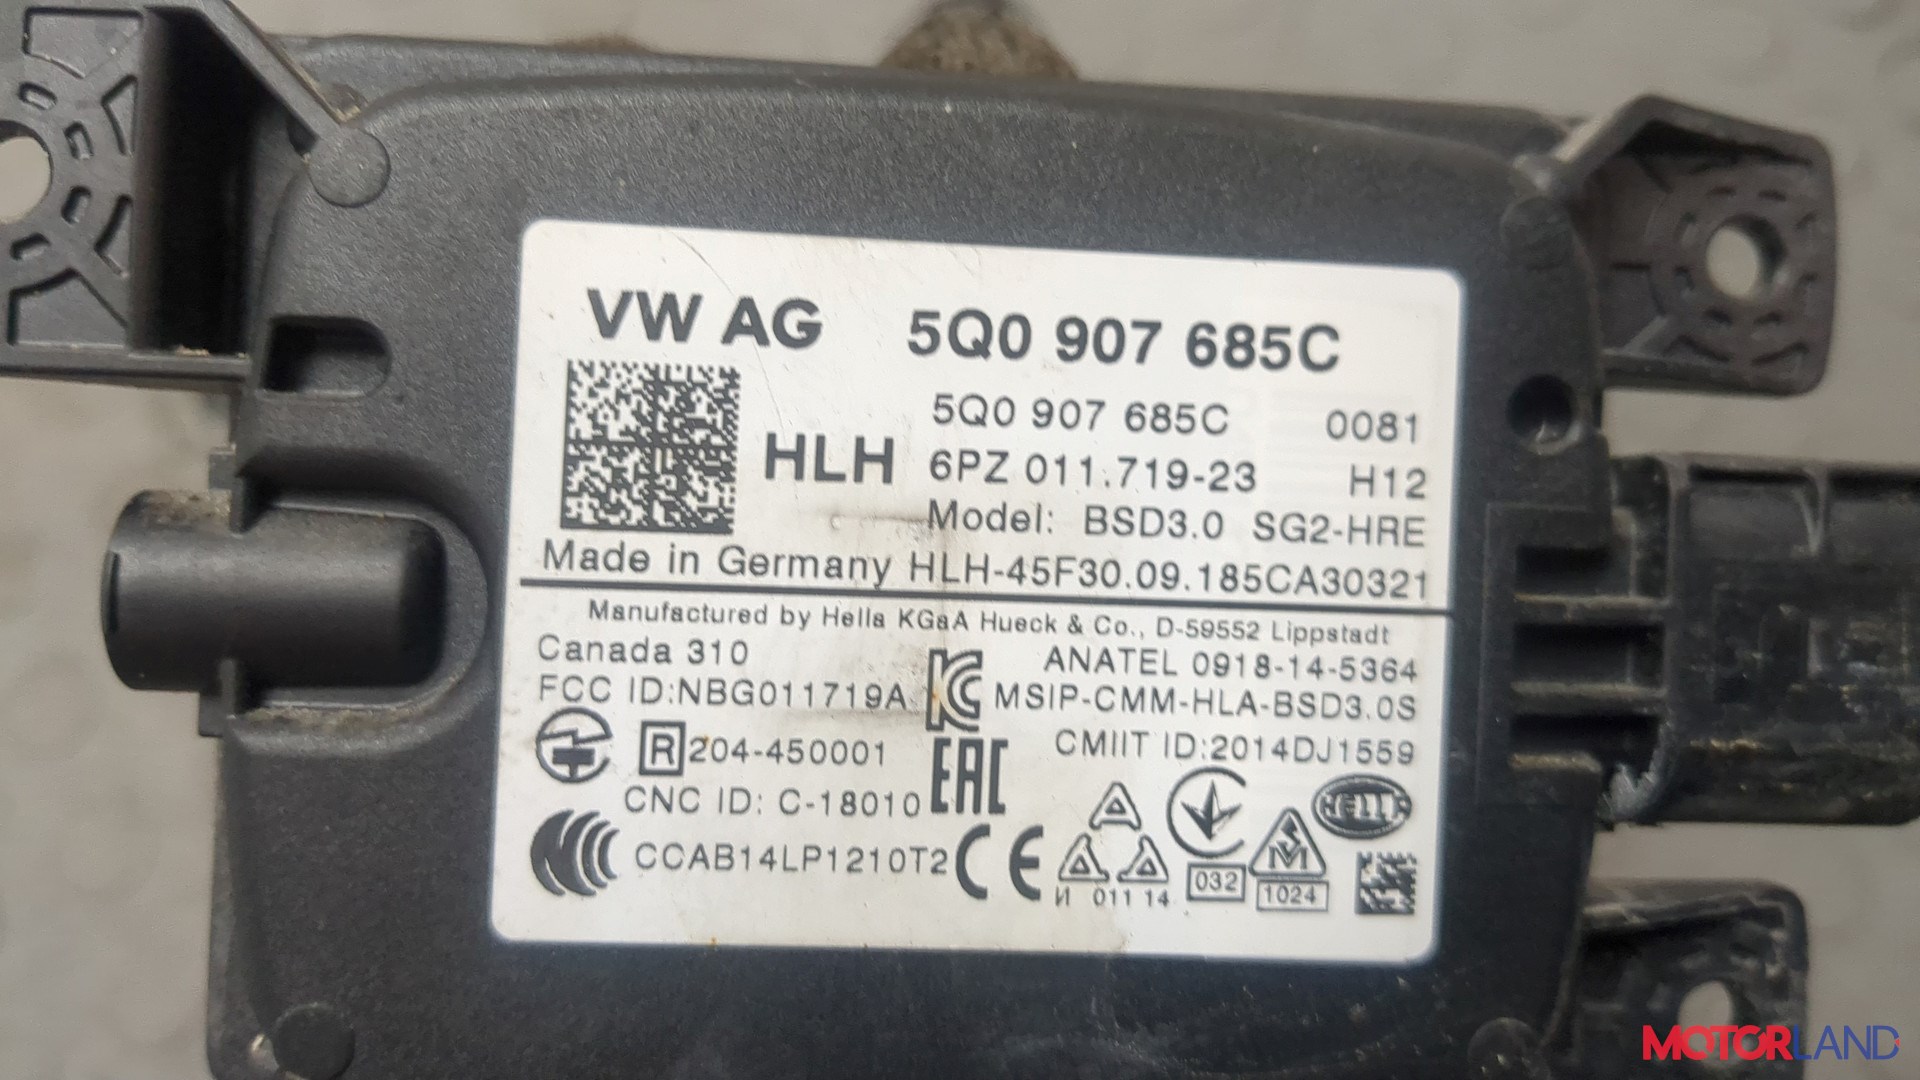 VW AG 5Q0 907 685C
5Q0 907 685C 0081
HLH 6PZ 011.719-23 H12
Model: BSD3.0 SG2-HRE
Made in Germany HLH-45F30.09.185CA30321
Manufactured by Hella KGaA Hueck & Co., D-59552 Lippstadt
Canada 310 ANATEL 0918-14-5364
FCC ID:NBG011719A KC MSIP-CMM-HLA-BSD3.0S
R 204-450001 EAC CMIIT ID:2014DJ1559
CNC ID: C-18010 HELLA
CCAB14LP1210T2 CE 032 M
И 011 14 1024
MOTORLAND